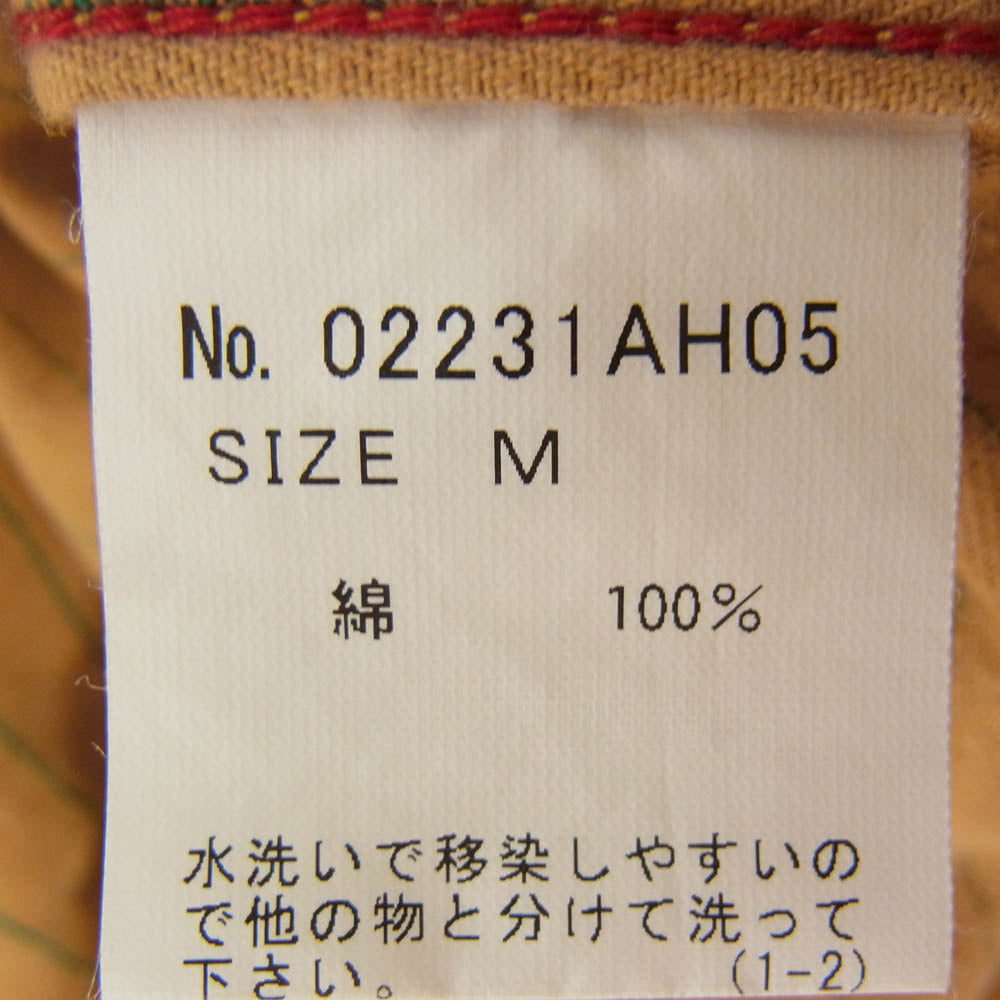 No. 02231AH05
SIZE M
綿 100%
水洗いで移染しやすいの
で他の物と分けて洗って
下さい。 (1-2)